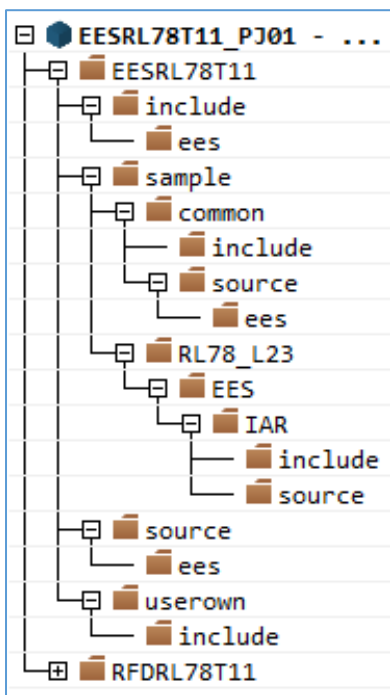 EESRL78T11_PJ01 - ...
EESRL78T11
include
ees
sample
common
include
source
ees
RL78_L23
EES
IAR
include
source
source
ees
userown
include
RFDRL78T11